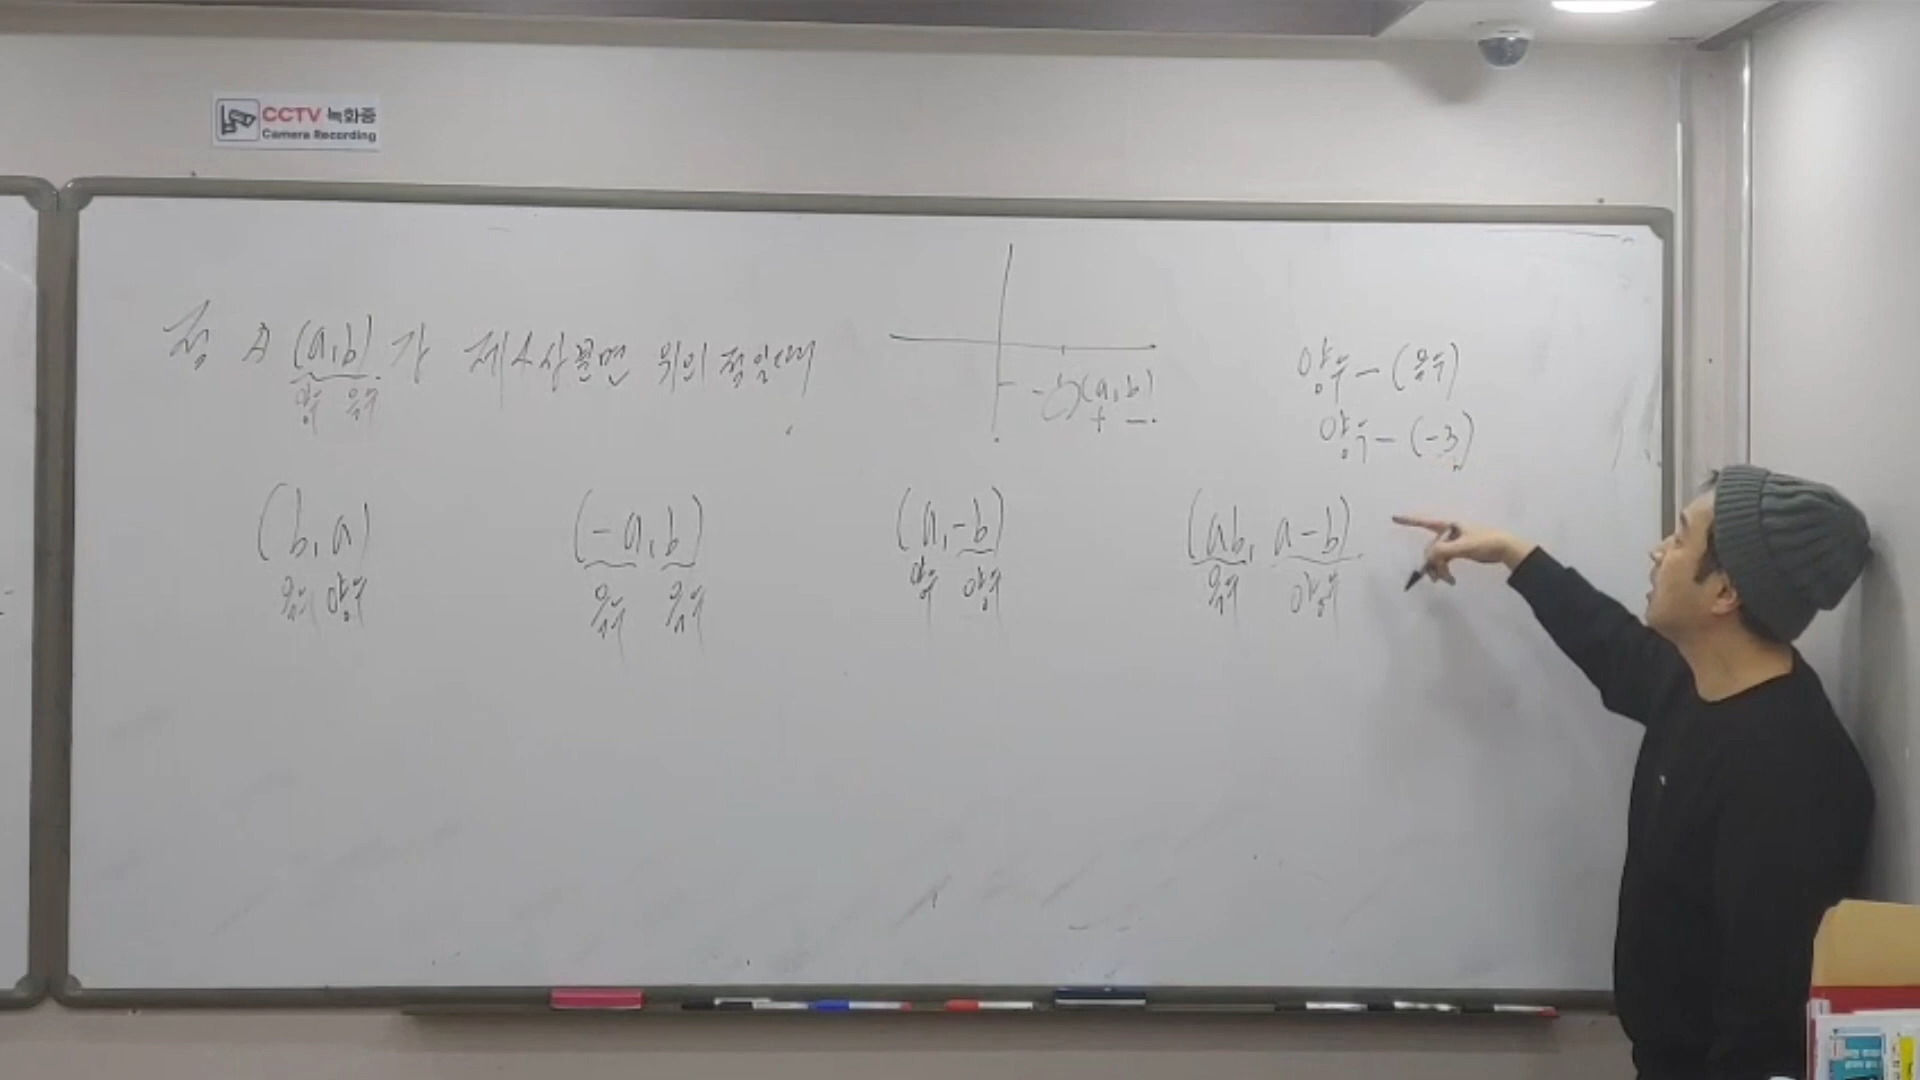 CCTV 녹화중
Camera Recording
점 A (a,b) 가 제4상분면 위의 점일때
양수 음수
(a,b)
+ -
양수 - (음수)
양수 - (-3)
(b, a)
음수 양수
(-a, b)
음수 음수
(a, -b)
양수 양수
(ab, a-b)
음수 양수